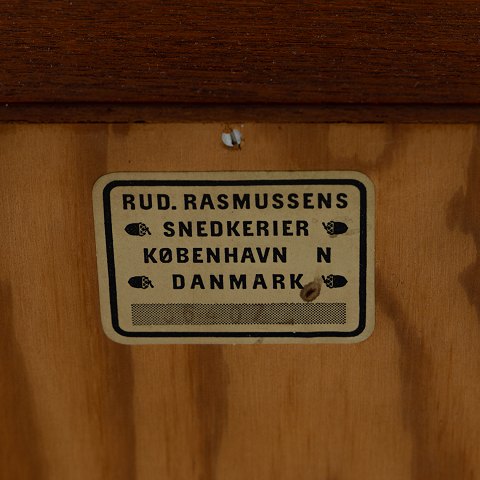 RUD. RASMUSSENS
SNEDKERIER
KØBENHAVN N
DANMARK